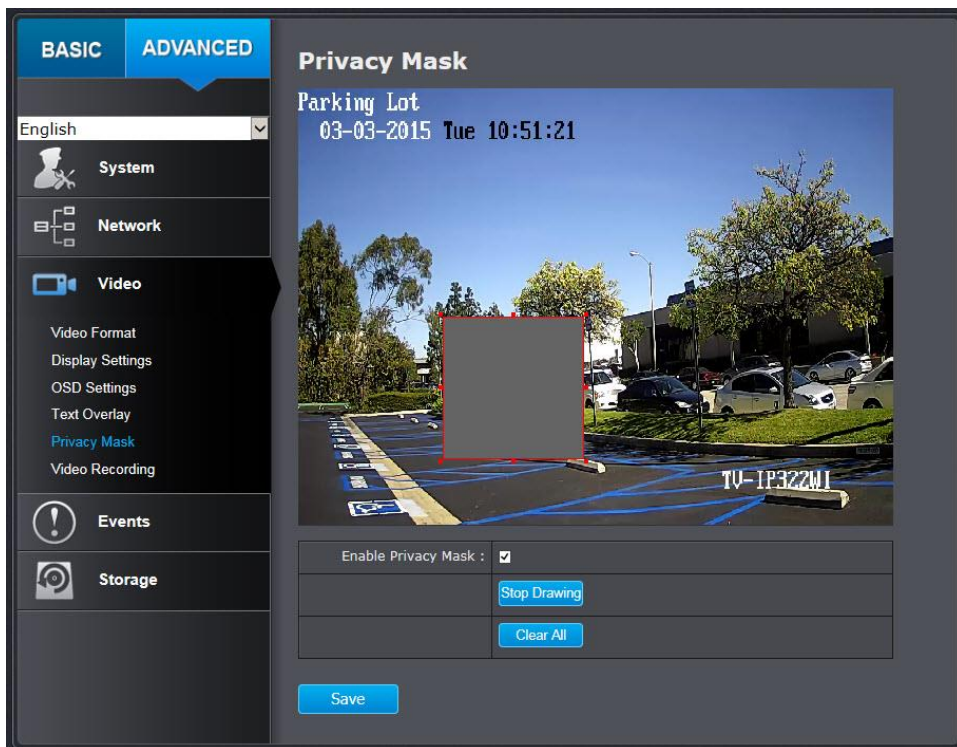 BASIC
ADVANCED
English
System
Network
Video
Video Format
Display Settings
OSD Settings
Text Overlay
Privacy Mask
Video Recording
Events
Storage
Privacy Mask
Parking Lot
03-03-2015 Tue 10:51:21
TV-IP322WI
Enable Privacy Mask :
Stop Drawing
Clear All
Save